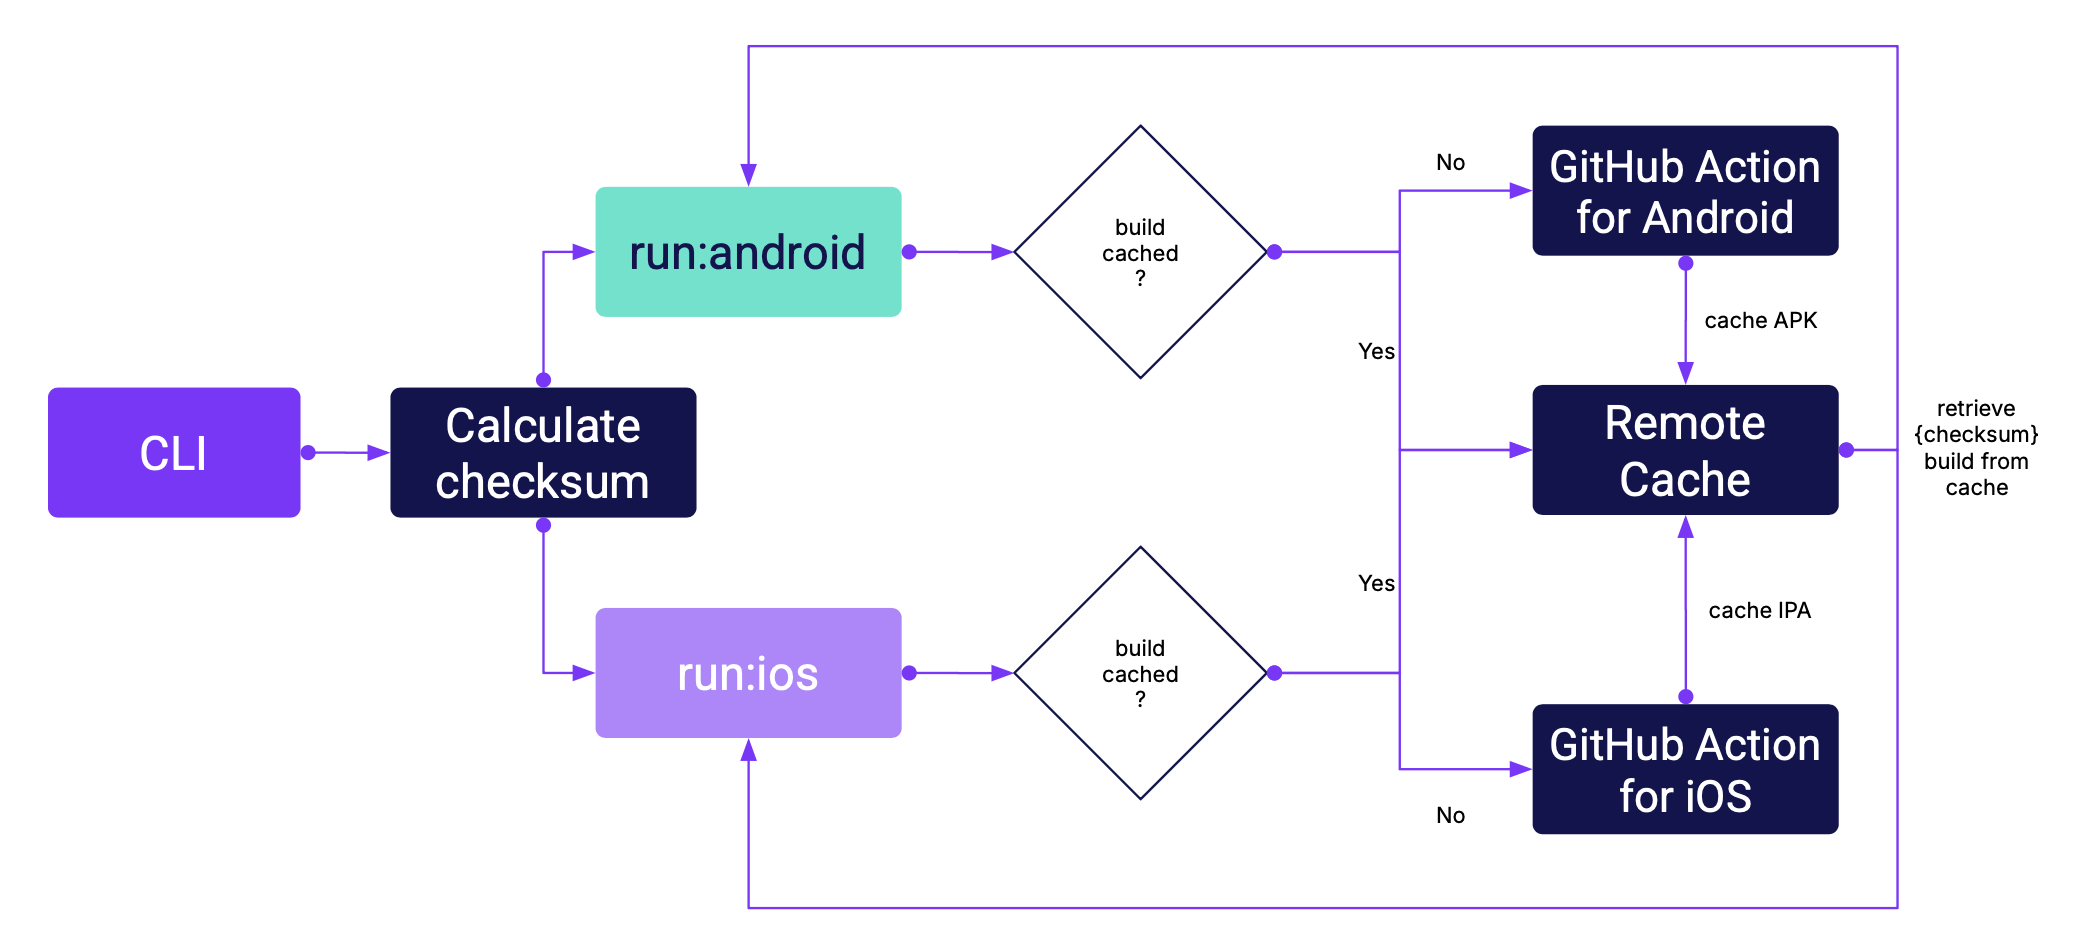 CLI
Calculate
checksum
run:android
build
cached
?
No
Yes
GitHub Action
for Android
cache APK
Remote
Cache
retrieve
{checksum}
build from
cache
run:ios
build
cached
?
Yes
No
cache IPA
GitHub Action
for iOS